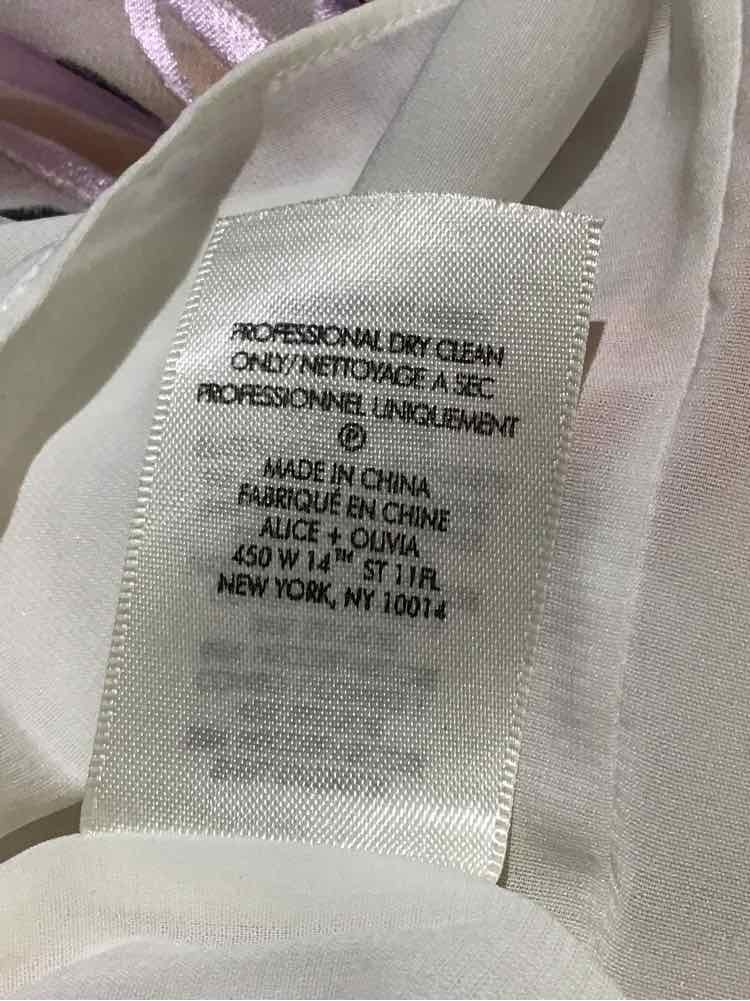 PROFESSIONAL DRY CLEAN
ONLY/NETTOYAGE A SEC
PROFESSIONNEL UNIQUEMENT
Ⓟ
MADE IN CHINA
FABRIQUÉ EN CHINE
ALICE + OLIVIA
450 W 14™ ST 11FL
NEW YORK, NY 10014